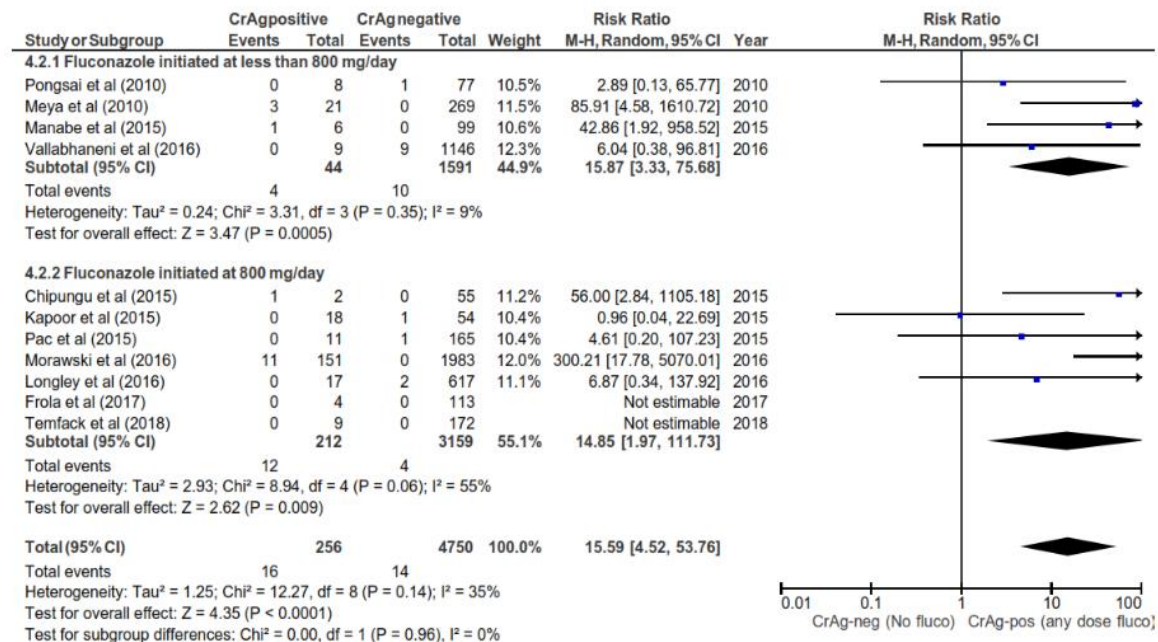 CrAgpositive CrAgnegative Risk Ratio Risk Ratio
Study or Subgroup Events Total Events Total Weight M-H, Random, 95% CI Year M-H, Random, 95% CI
4.2.1 Fluconazole initiated at less than 800 mg/day
Pongsai et al (2010) 0 8 1 77 10.5% 2.89 [0.13, 65.77] 2010
Meya et al (2010) 3 21 0 269 11.5% 85.91 [4.58, 1610.72] 2010
Manabe et al (2015) 1 6 0 99 10.6% 42.86 [1.92, 958.52] 2015
Vallabhaneni et al (2016) 0 9 9 1146 12.3% 6.04 [0.38, 96.81] 2016
Subtotal (95% CI) 44 1591 44.9% 15.87 [3.33, 75.68]
Total events 4 10
Heterogeneity: Tau² = 0.24; Chi² = 3.31, df = 3 (P = 0.35); I² = 9%
Test for overall effect: Z = 3.47 (P = 0.0005)
4.2.2 Fluconazole initiated at 800 mg/day
Chipungu et al (2015) 1 2 0 55 11.2% 56.00 [2.84, 1105.18] 2015
Kapoor et al (2015) 0 18 1 54 10.4% 0.96 [0.04, 22.69] 2015
Pac et al (2015) 0 11 1 165 10.4% 4.61 [0.20, 107.23] 2015
Morawski et al (2016) 11 151 0 1983 12.0% 300.21 [17.78, 5070.01] 2016
Longley et al (2016) 0 17 2 617 11.1% 6.87 [0.34, 137.92] 2016
Frola et al (2017) 0 4 0 113 Not estimable 2017
Temfack et al (2018) 0 9 0 172 Not estimable 2018
Subtotal (95% CI) 212 3159 55.1% 14.85 [1.97, 111.73]
Total events 12 4
Heterogeneity: Tau² = 2.93; Chi² = 8.94, df = 4 (P = 0.06); I² = 55%
Test for overall effect: Z = 2.62 (P = 0.009)
Total (95% CI) 256 4750 100.0% 15.59 [4.52, 53.76]
Total events 16 14
Heterogeneity: Tau² = 1.25; Chi² = 12.27, df = 8 (P = 0.14); I² = 35%
Test for overall effect: Z = 4.35 (P < 0.0001)
Test for subgroup differences: Chi² = 0.00, df = 1 (P = 0.96), I² = 0%
0.01 0.1 1 10 100
CrAg-neg (No fluco) CrAg-pos (any dose fluco)